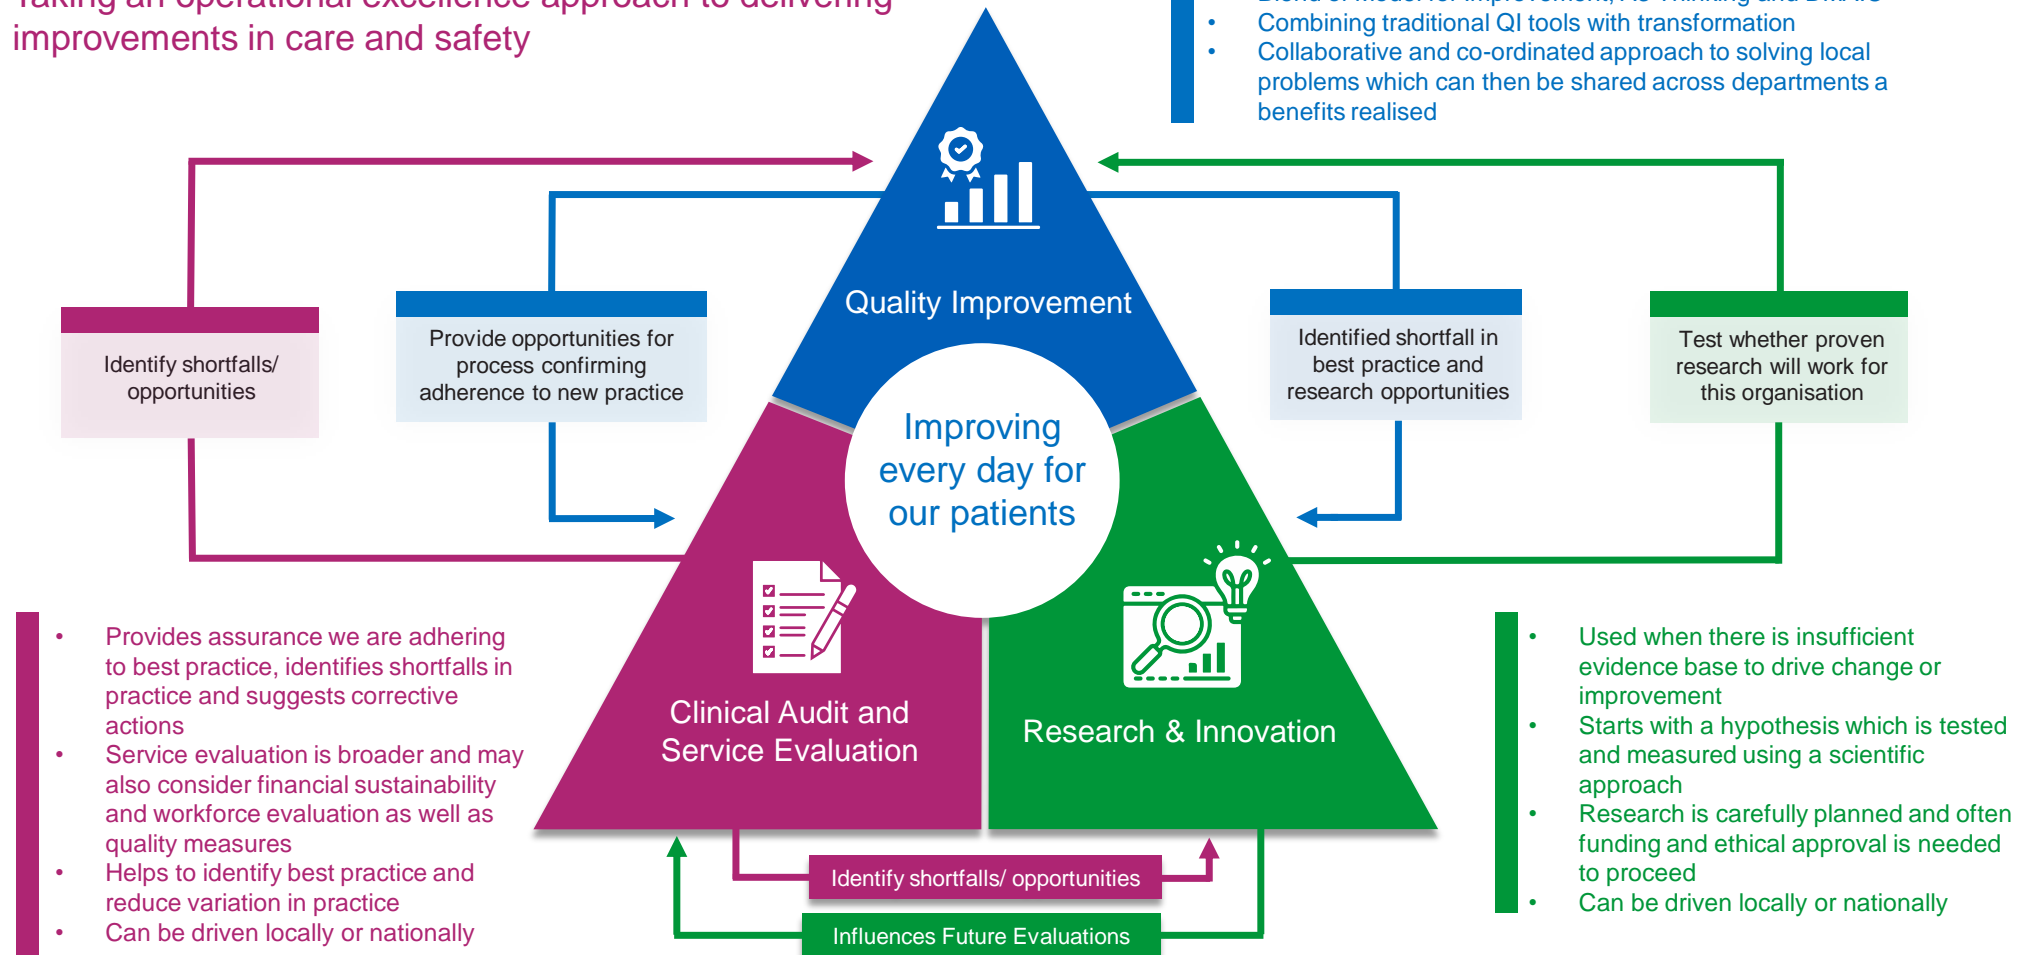 Taking an operational excellence approach to delivering
improvements in care and safety
• Combining traditional QI tools with transformation
• Collaborative and co-ordinated approach to solving local
problems which can then be shared across departments a
benefits realised
Quality Improvement
Identify shortfalls/
opportunities
Provide opportunities for
process confirming
adherence to new practice
Identified shortfall in
best practice and
research opportunities
Test whether proven
research will work for
this organisation
Improving
every day for
our patients
• Provides assurance we are adhering
to best practice, identifies shortfalls in
practice and suggests corrective
actions
• Service evaluation is broader and may
also consider financial sustainability
and workforce evaluation as well as
quality measures
• Helps to identify best practice and
reduce variation in practice
• Can be driven locally or nationally
Clinical Audit and
Service Evaluation
Research & Innovation
• Used when there is insufficient
evidence base to drive change or
improvement
• Starts with a hypothesis which is tested
and measured using a scientific
approach
• Research is carefully planned and often
funding and ethical approval is needed
to proceed
• Can be driven locally or nationally
Identify shortfalls/ opportunities
Influences Future Evaluations